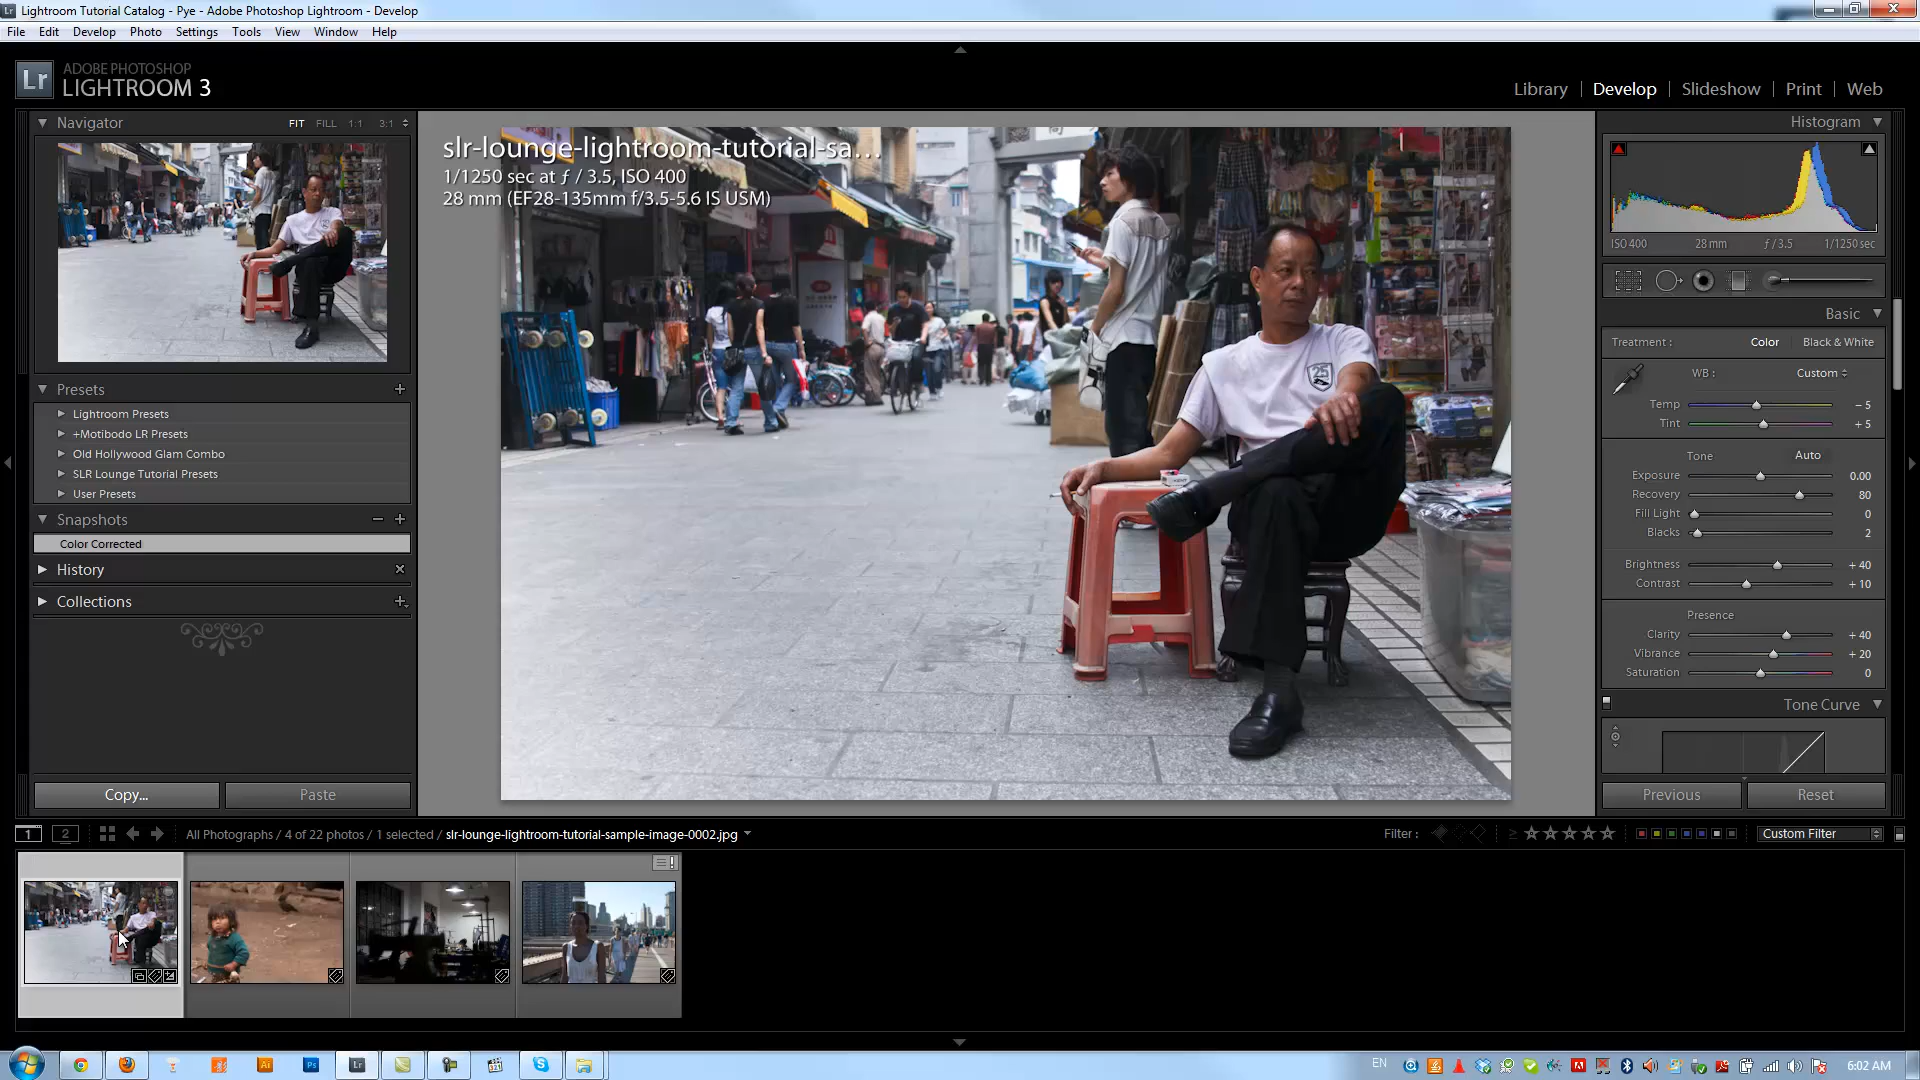 Lightroom Tutorial Catalog - Pye - Adobe Photoshop Lightroom - Develop
File Edit Develop Photo Settings Tools View Window Help
Lr ADOBE PHOTOSHOP
LIGHTROOM 3
Library | Develop | Slideshow | Print | Web
Navigator FIT FILL 1:1 3:1
slr-lounge-lightroom-tutorial-sa...
1/1250 sec at ƒ / 3.5, ISO 400
28 mm (EF28-135mm f/3.5-5.6 IS USM)
25
Presets
Lightroom Presets
+Motibodo LR Presets
Old Hollywood Glam Combo
SLR Lounge Tutorial Presets
User Presets
Snapshots
Color Corrected
History
Collections
Copy... Paste
Histogram
ISO 400 28 mm ƒ / 3.5 1/1250 sec
Basic
Treatment : Color Black & White
WB : Custom
Temp - 5
Tint + 5
Tone Auto
Exposure 0.00
Recovery 80
Fill Light 0
Blacks 2
Brightness + 40
Contrast + 10
Presence
Clarity + 40
Vibrance + 20
Saturation 0
Tone Curve
Previous Reset
1 2 All Photographs / 4 of 22 photos / 1 selected / slr-lounge-lightroom-tutorial-sample-image-0002.jpg
Filter : Custom Filter
Ai Ps Lr EN 6:02 AM